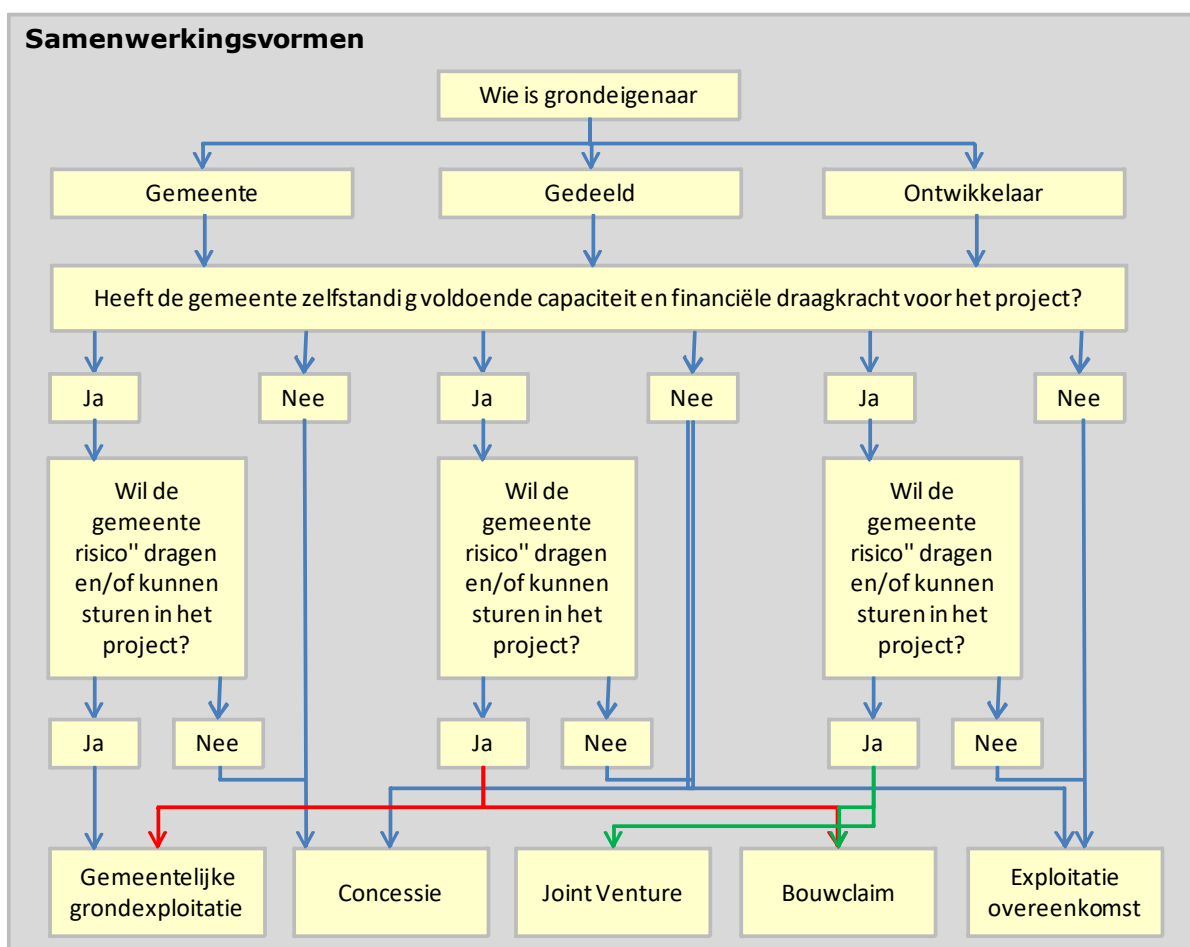 Samenwerkingsvormen
Wie is grondeigenaar
Gemeente
Gedeeld
Ontwikkelaar
Heeft de gemeente zelfstandig voldoende capaciteit en financiële draagkracht voor het project?
Ja
Nee
Ja
Nee
Ja
Nee
Wil de
gemeente
risico" dragen
en/of kunnen
sturen in het
project?
Wil de
gemeente
risico" dragen
en/of kunnen
sturen in het
project?
Wil de
gemeente
risico" dragen
en/of kunnen
sturen in het
project?
Ja
Nee
Ja
Nee
Ja
Nee
Gemeentelijke
grondexploitatie
Concessie
Joint Venture
Bouwclaim
Exploitatie
overeenkomst